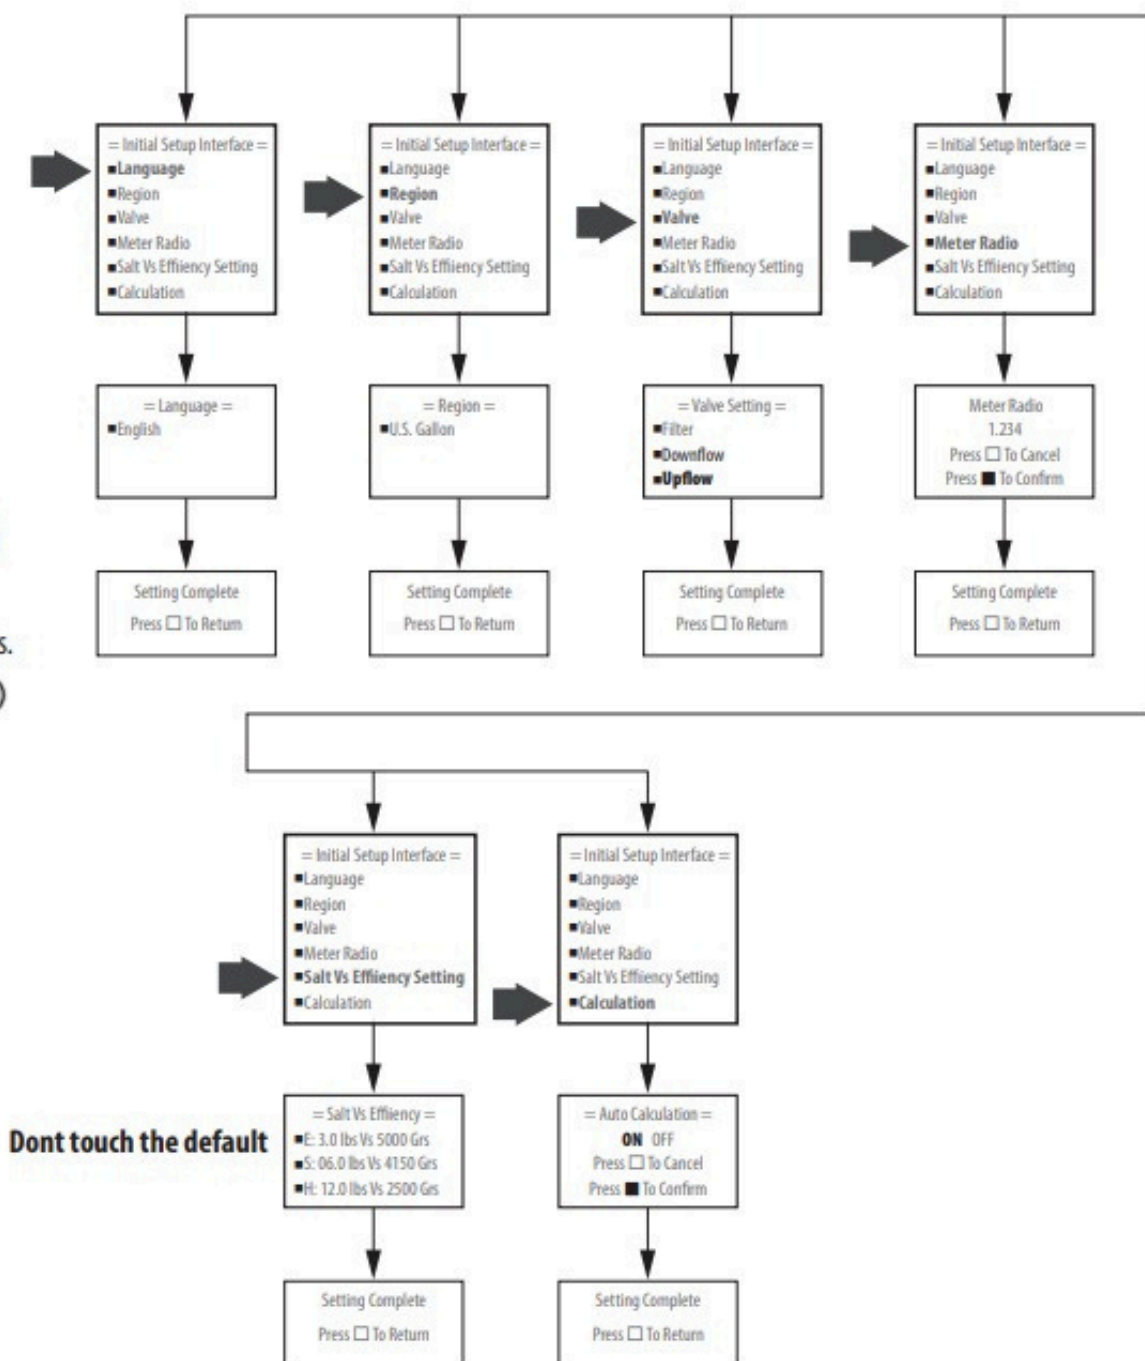 = Initial Setup Interface =
■Language
■Region
■Valve
■Meter Radio
■Salt Vs Effiiency Setting
■Calculation
= Initial Setup Interface =
■Language
■Region
■Valve
■Meter Radio
■Salt Vs Effiiency Setting
■Calculation
= Initial Setup Interface =
■Language
■Region
■Valve
■Meter Radio
■Salt Vs Effiiency Setting
■Calculation
= Initial Setup Interface =
■Language
■Region
■Valve
■Meter Radio
■Salt Vs Effiiency Setting
■Calculation
= Language =
■English
= Region =
■U.S. Gallon
= Valve Setting =
■Filter
■Downflow
■Upflow
Meter Radio
1.234
Press □ To Cancel
Press ■ To Confirm
Setting Complete
Press □ To Return
Setting Complete
Press □ To Return
Setting Complete
Press □ To Return
Setting Complete
Press □ To Return
s.
)
= Initial Setup Interface =
■Language
■Region
■Valve
■Meter Radio
■Salt Vs Effiiency Setting
■Calculation
= Initial Setup Interface =
■Language
■Region
■Valve
■Meter Radio
■Salt Vs Effiiency Setting
■Calculation
Dont touch the default
= Salt Vs Effiiency =
■E: 3.0 lbs Vs 5000 Grs
■S: 06.0 lbs Vs 4150 Grs
■H: 12.0 lbs Vs 2500 Grs
= Auto Calculation =
ON OFF
Press □ To Cancel
Press ■ To Confirm
Setting Complete
Press □ To Return
Setting Complete
Press □ To Return